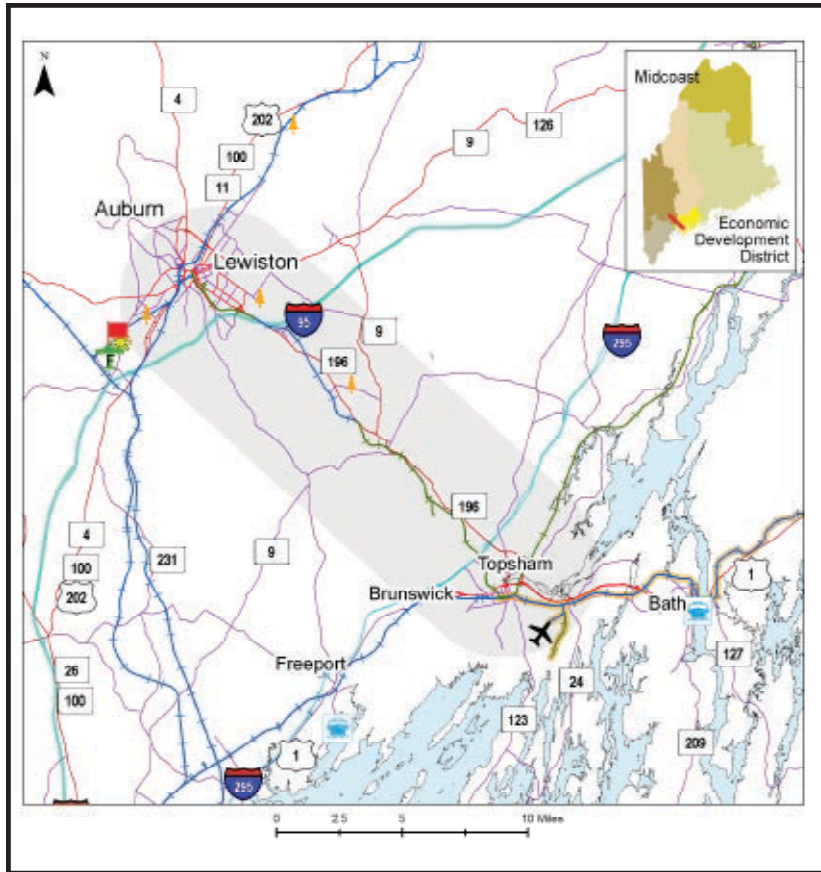 N
Midcoast
Economic
Development
District
4
202
126
9
100
11
Auburn
Lewiston
95
9
295
196
F
196
4
100
202
231
9
Topsham
Brunswick
Bath
1
Freeport
26
100
24
127
123
209
1
295
0 2.5 5 10 Miles